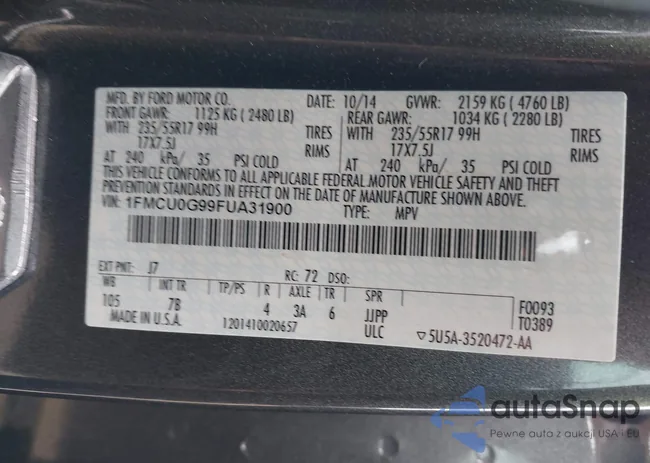 MFD. BY FORD MOTOR CO. DATE: 10/14 GVWR: 2159 KG ( 4760 LB)
FRONT GAWR: 1125 KG ( 2480 LB) REAR GAWR: 1034 KG ( 2280 LB)
WITH 235/55R17 99H TIRES WITH 235/55R17 99H TIRES
17X7.5J RIMS 17X7.5J RIMS
AT 240 kPa/ 35 PSI COLD AT 240 kPa/ 35 PSI COLD
THIS VEHICLE CONFORMS TO ALL APPLICABLE FEDERAL MOTOR VEHICLE SAFETY AND THEFT
PREVENTION STANDARDS IN EFFECT ON THE DATE OF MANUFACTURE SHOWN ABOVE.
VIN: 1FMCU0G99FUA31900 TYPE: MPV
EXT PNT: J7 RC: 72 DSO:
WB INT TR TP/PS R AXLE TR SPR F0093
105 7B 4 3A 6 JJPP T0389
MADE IN U.S.A. 1201410020657 ULC ▽5U5A-3520472-AA
autaSnap
Pewne auta z aukcji USA i EU